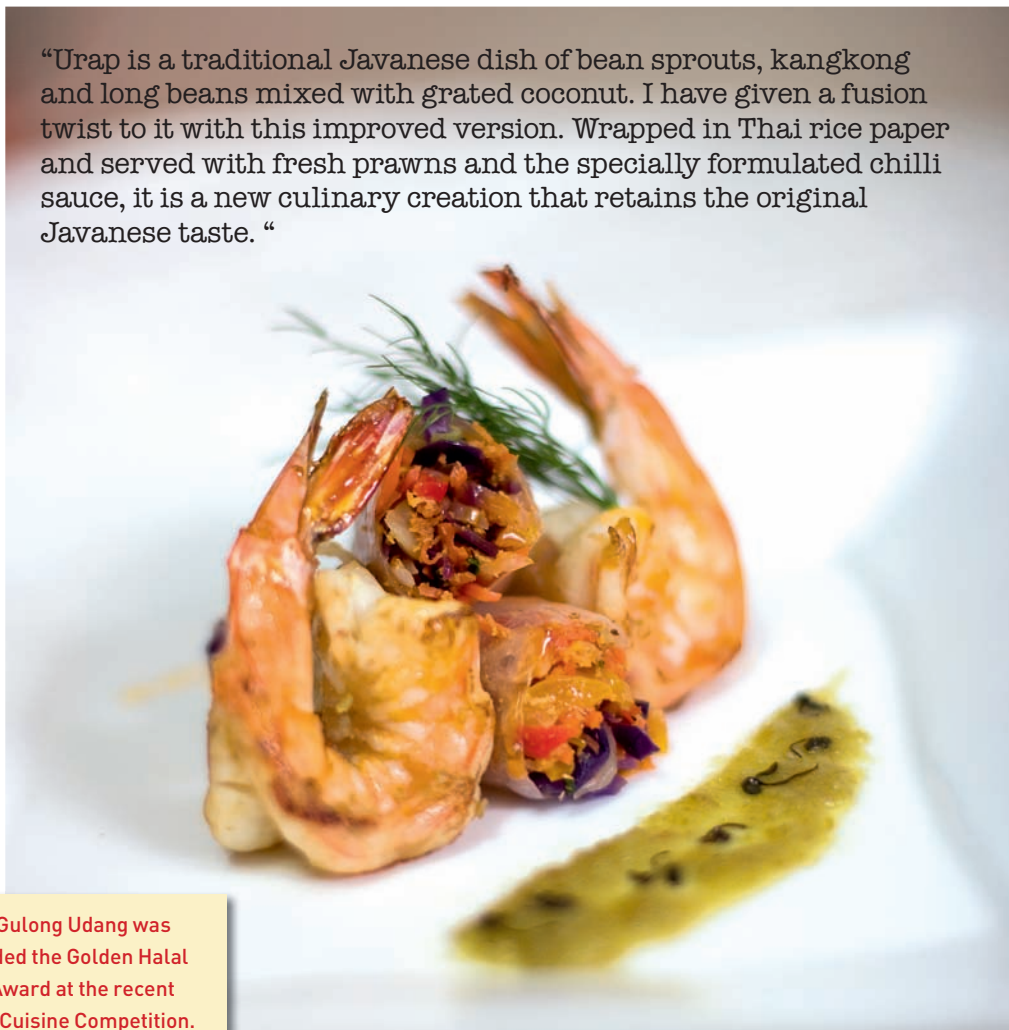 “Urap is a traditional Javanese dish of bean sprouts, kangkong
and long beans mixed with grated coconut. I have given a fusion
twist to it with this improved version. Wrapped in Thai rice paper
and served with fresh prawns and the specially formulated chilli
sauce, it is a new culinary creation that retains the original
Javanese taste. “
Gulong Udang was
the Golden Halal
Award at the recent
Cuisine Competition.